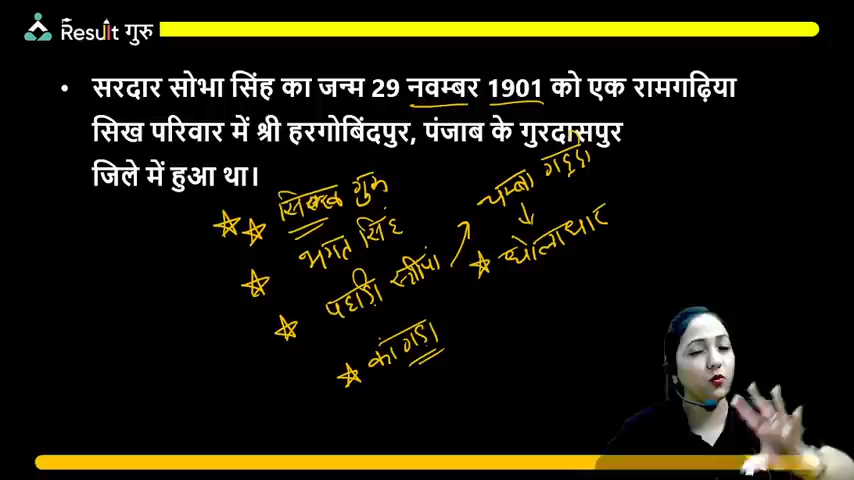 Result गुरु
• सरदार सोभा सिंह का जन्म 29 नवम्बर 1901 को एक रामगढ़िया
सिख परिवार में श्री हरगोबिंदपुर, पंजाब के गुरदासपुर
जिले में हुआ था।
सिख गुरु
भगत सिंह
पहाड़ी स्त्रीयां
चम्बा गद्दी
धोलाधार
कांगड़ा